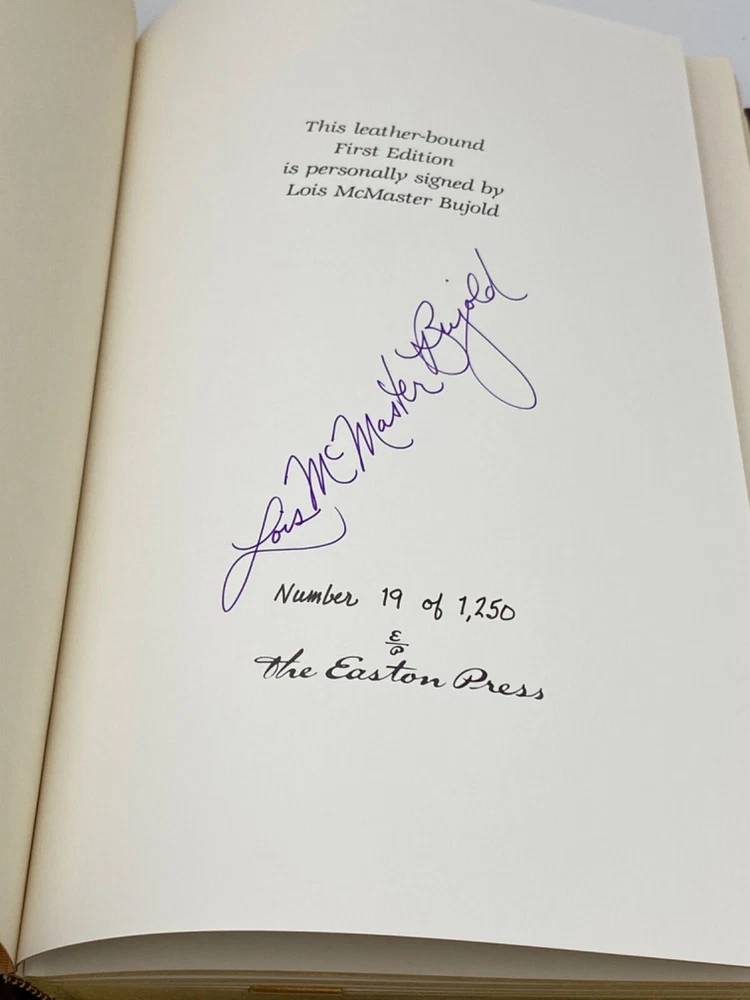 This leather-bound
First Edition
is personally signed by
Lois McMaster Bujold
Lois McMaster Bujold
Number 19 of 1,250
E
P
The Easton Press